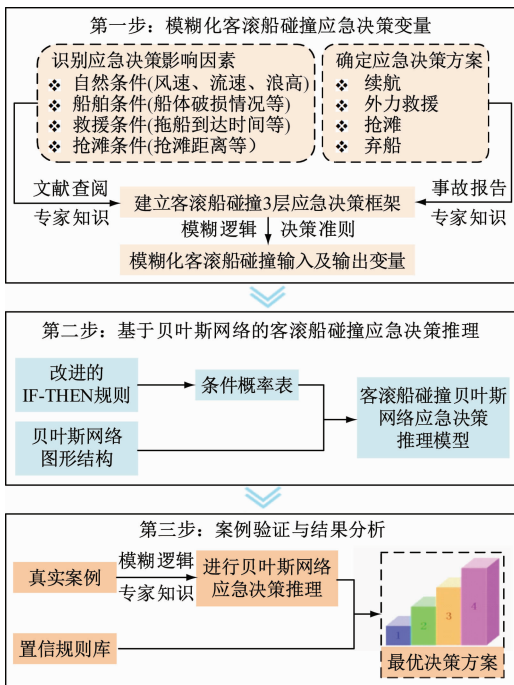 第一步：模糊化客滚船碰撞应急决策变量
识别应急决策影响因素
❖ 自然条件(风速、流速、浪高)
❖ 船舶条件(船体破损情况等)
❖ 救援条件(拖船到达时间等)
❖ 抢滩条件(抢滩距离等)
确定应急决策方案
❖ 续航
❖ 外力救援
❖ 抢滩
❖ 弃船
文献查阅
专家知识
建立客滚船碰撞3层应急决策框架
事故报告
专家知识
模糊逻辑
决策准则
模糊化客滚船碰撞输入及输出变量
第二步：基于贝叶斯网络的客滚船碰撞应急决策推理
改进的
IF-THEN规则
条件概率表
贝叶斯网络
图形结构
客滚船碰撞贝叶斯
网络应急决策
推理模型
第三步：案例验证与结果分析
真实案例
模糊逻辑
专家知识
进行贝叶斯网络
应急决策推理
置信规则库
1
2
3
4
最优决策方案